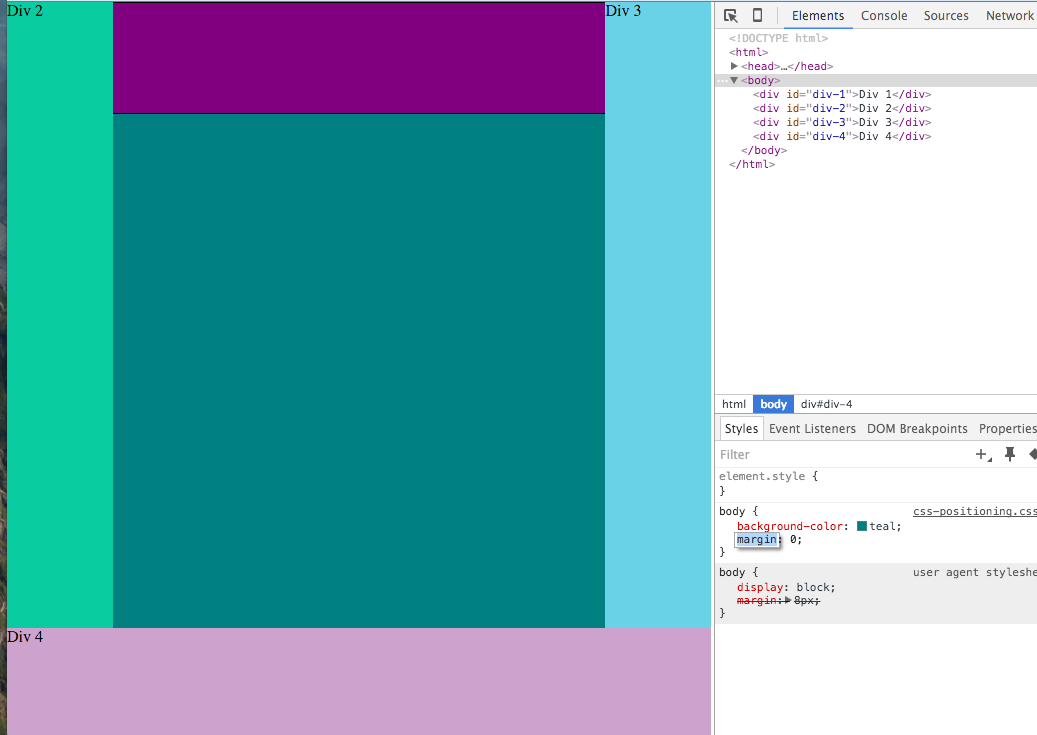 Div 2
Div 3
Div 4
Elements Console Sources Network
<!DOCTYPE html>
<html>
▶<head>…</head>
…▼<body>
<div id="div-1">Div 1</div>
<div id="div-2">Div 2</div>
<div id="div-3">Div 3</div>
<div id="div-4">Div 4</div>
</body>
</html>
html body div#div-4
Styles Event Listeners DOM Breakpoints Properties
Filter
element.style {
}
body { css-positioning.css
background-color: teal;
margin: 0;
}
body { user agent styleshe
display: block;
margin:▶8px;
}